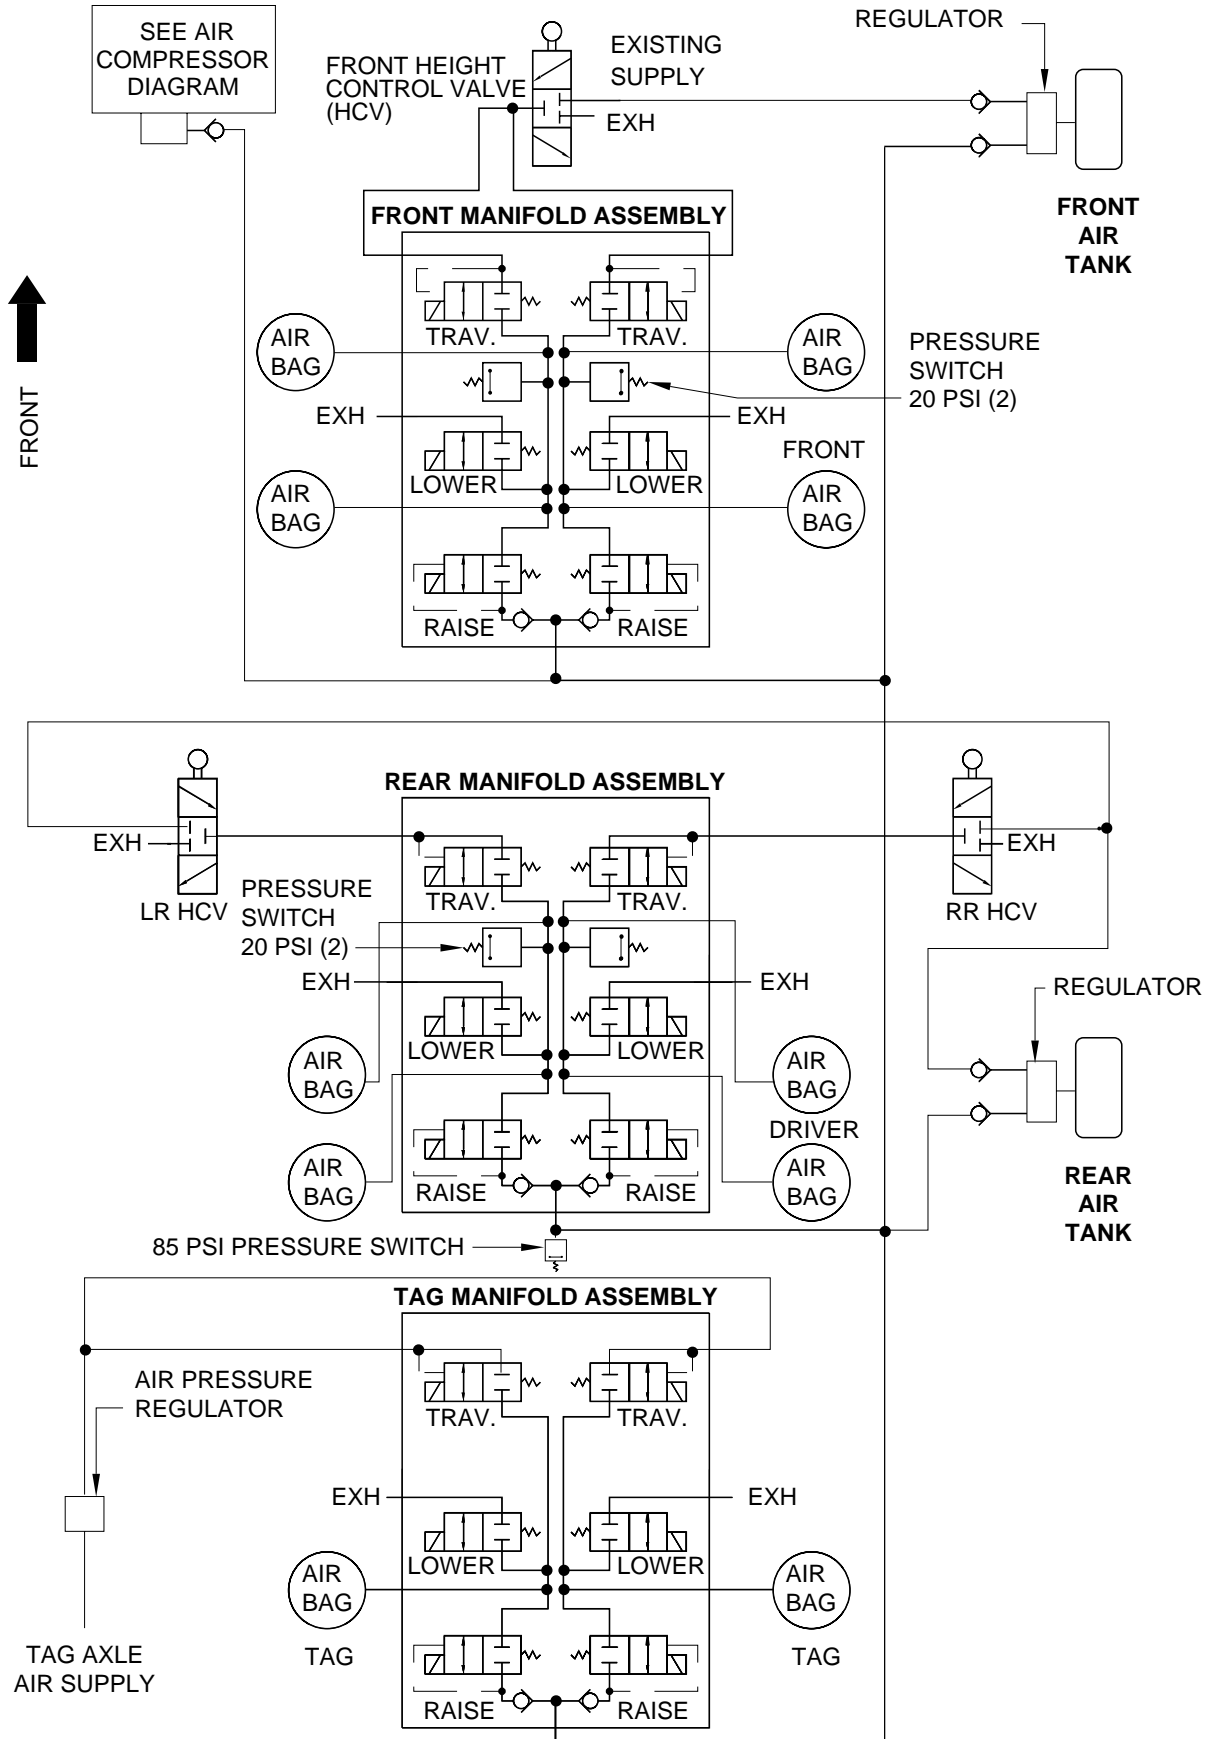 SEE AIR
COMPRESSOR
DIAGRAM
FRONT HEIGHT
CONTROL VALVE
(HCV)
EXISTING
SUPPLY
EXH
REGULATOR
FRONT
AIR
TANK
FRONT MANIFOLD ASSEMBLY
FRONT
TRAV.
TRAV.
AIR
BAG
AIR
BAG
PRESSURE
SWITCH
20 PSI (2)
EXH
EXH
FRONT
LOWER
LOWER
AIR
BAG
AIR
BAG
RAISE
RAISE
REAR MANIFOLD ASSEMBLY
EXH
EXH
LR HCV
RR HCV
TRAV.
TRAV.
PRESSURE
SWITCH
20 PSI (2)
EXH
EXH
REGULATOR
LOWER
LOWER
AIR
BAG
AIR
BAG
DRIVER
AIR
BAG
AIR
BAG
RAISE
RAISE
REAR
AIR
TANK
85 PSI PRESSURE SWITCH
TAG MANIFOLD ASSEMBLY
AIR PRESSURE
REGULATOR
TRAV.
TRAV.
EXH
EXH
LOWER
LOWER
AIR
BAG
AIR
BAG
TAG
TAG
TAG AXLE
AIR SUPPLY
RAISE
RAISE